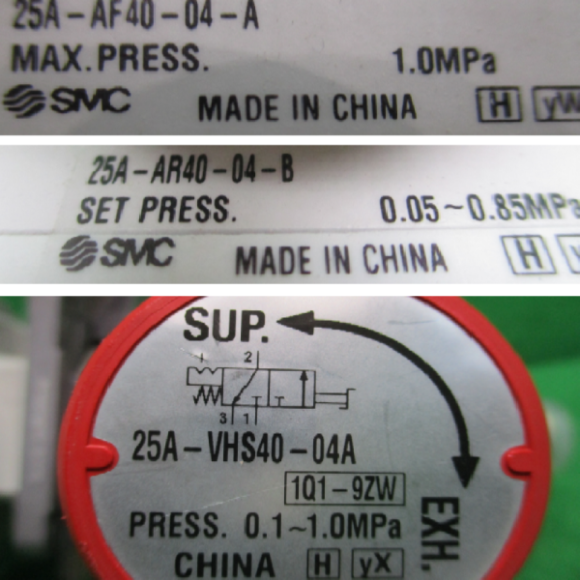 25A-AF40-04-A
MAX.PRESS. 1.0MPa
SMC MADE IN CHINA H yW
25A-AR40-04-B
SET PRESS. 0.05~0.85MPa
SMC MADE IN CHINA H
SUP.
2
3 1
25A-VHS40-04A
1Q1-9ZW
PRESS. 0.1~1.0MPa
EXH.
CHINA H yX